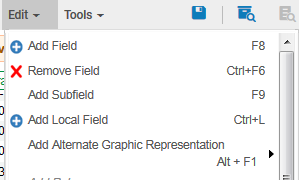 Edit Tools
Add Field F8
Remove Field Ctrl+F6
Add Subfield F9
Add Local Field Ctrl+L
Add Alternate Graphic Representation
Alt + F1